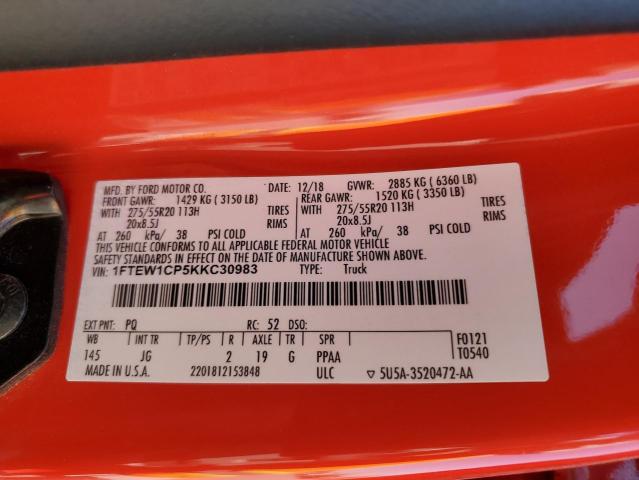 MFD. BY FORD MOTOR CO. DATE: 12/18 GVWR: 2885 KG ( 6360 LB)
FRONT GAWR: 1429 KG ( 3150 LB) REAR GAWR: 1520 KG ( 3350 LB)
WITH 275/55R20 113H TIRES WITH 275/55R20 113H TIRES
20x8.5J RIMS 20x8.5J RIMS
AT 260 kPa/ 38 PSI COLD AT 260 kPa/ 38 PSI COLD
THIS VEHICLE CONFORMS TO ALL APPLICABLE FEDERAL MOTOR VEHICLE
SAFETY STANDARDS IN EFFECT ON THE DATE OF MANUFACTURE SHOWN ABOVE.
VIN: 1FTEW1CP5KKC30983 TYPE: Truck
EXT PNT: PQ RC: 52 DSO:
WB INT TR TP/PS R AXLE TR SPR F0121
145 JG 2 19 G PPAA T0540
MADE IN U.S.A. 2201812153848 ULC ▽ 5U5A-3520472-AA